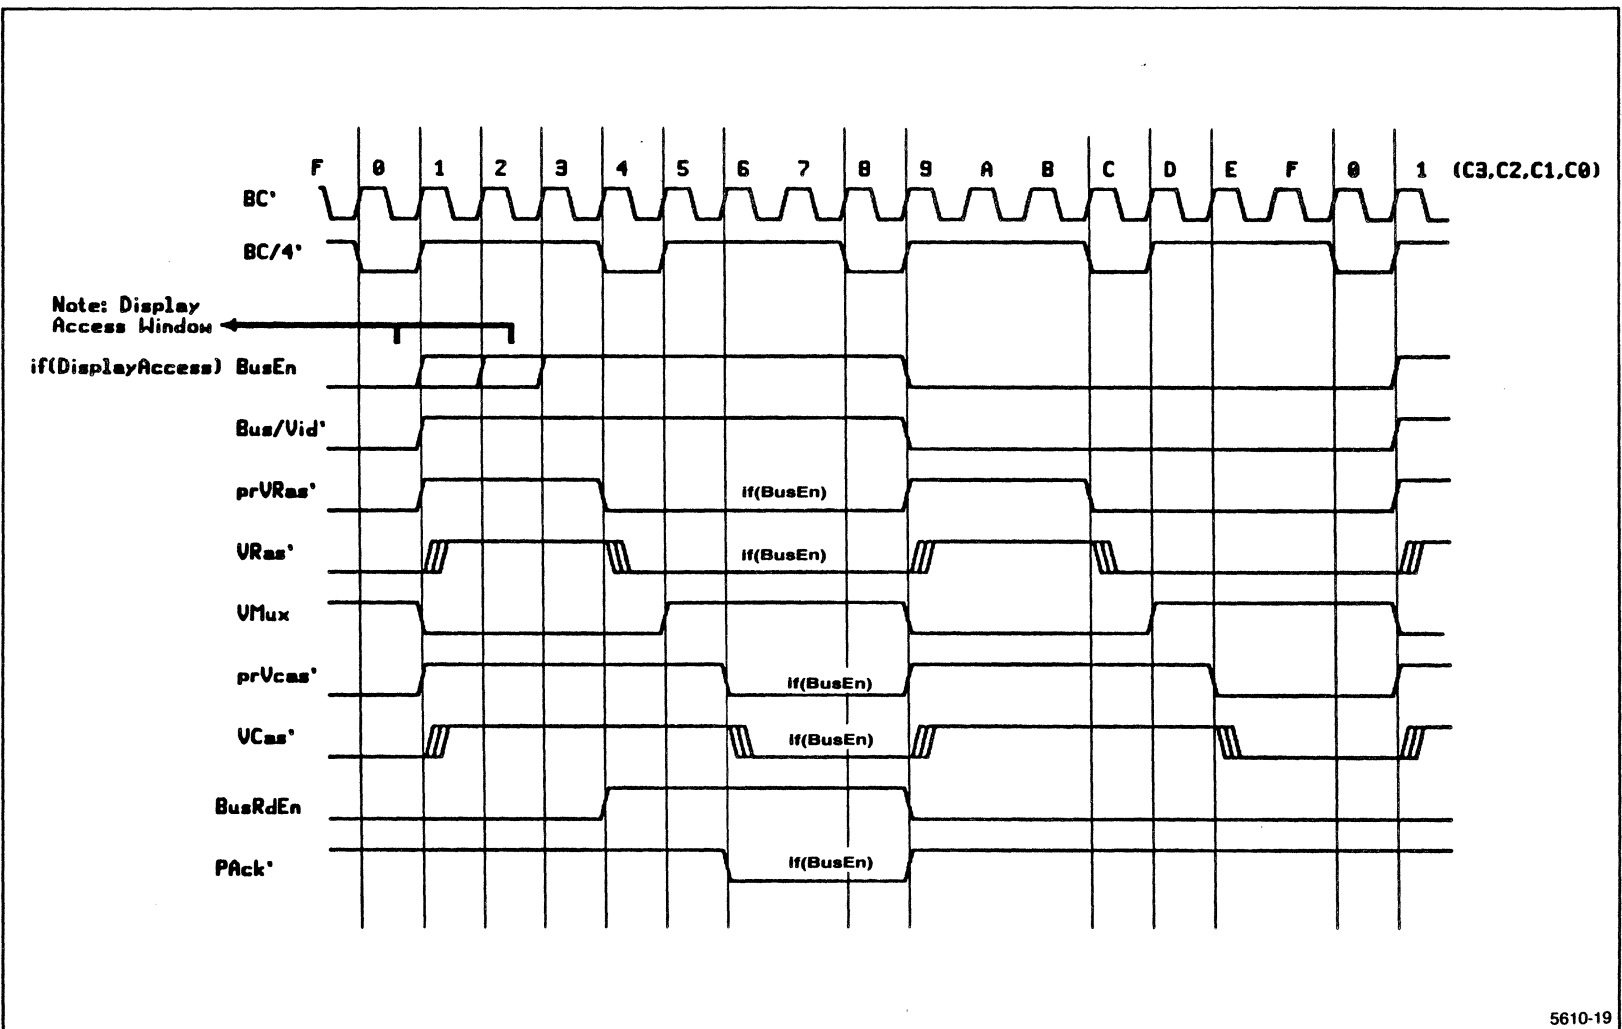 F 0 1 2 3 4 5 6 7 8 9 A B C D E F 0 1 (C3,C2,C1,C0)
BC'
BC/4'
Note: Display
Access Window
if(DisplayAccess) BusEn
Bus/Vid'
prVRas' if(BusEn)
VRas' if(BusEn)
VMux
prVcas' if(BusEn)
VCas' if(BusEn)
BusRdEn
PAck' if(BusEn)
5610-19